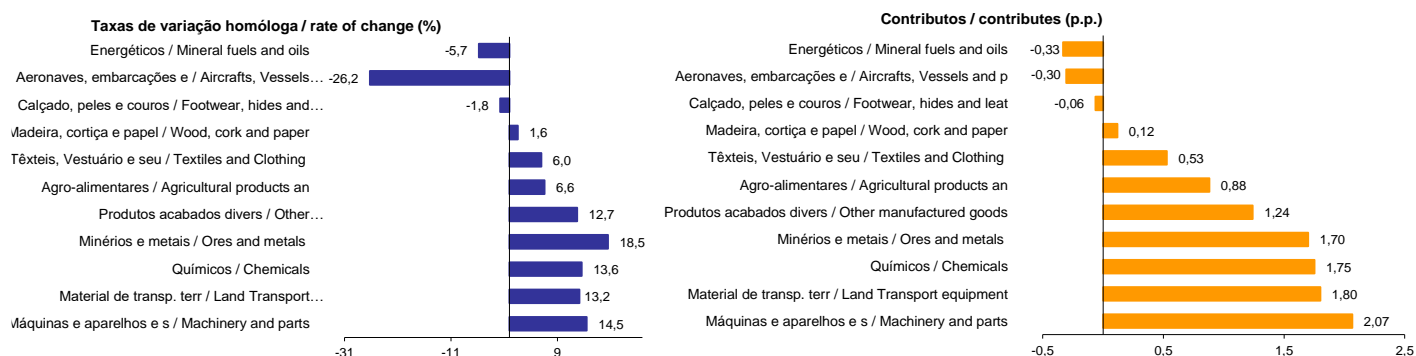 Taxas de variação homóloga / rate of change (%)
Energéticos / Mineral fuels and oils -5,7
Aeronaves, embarcações e / Aircrafts, Vessels… -26,2
Calçado, peles e couros / Footwear, hides and… -1,8
Madeira, cortiça e papel / Wood, cork and paper 1,6
Têxteis, Vestuário e seu / Textiles and Clothing 6,0
Agro-alimentares / Agricultural products an 6,6
Produtos acabados divers / Other… 12,7
Minérios e metais / Ores and metals 18,5
Químicos / Chemicals 13,6
Material de transp. terr / Land Transport… 13,2
Máquinas e aparelhos e s / Machinery and parts 14,5
-31 -11 9
Contributos / contributes (p.p.)
Energéticos / Mineral fuels and oils -0,33
Aeronaves, embarcações e / Aircrafts, Vessels and p -0,30
Calçado, peles e couros / Footwear, hides and leat -0,06
Madeira, cortiça e papel / Wood, cork and paper 0,12
Têxteis, Vestuário e seu / Textiles and Clothing 0,53
Agro-alimentares / Agricultural products an 0,88
Produtos acabados divers / Other manufactured goods 1,24
Minérios e metais / Ores and metals 1,70
Químicos / Chemicals 1,75
Material de transp. terr / Land Transport equipment 1,80
Máquinas e aparelhos e s / Machinery and parts 2,07
-0.5 0.5 1.5 2.5